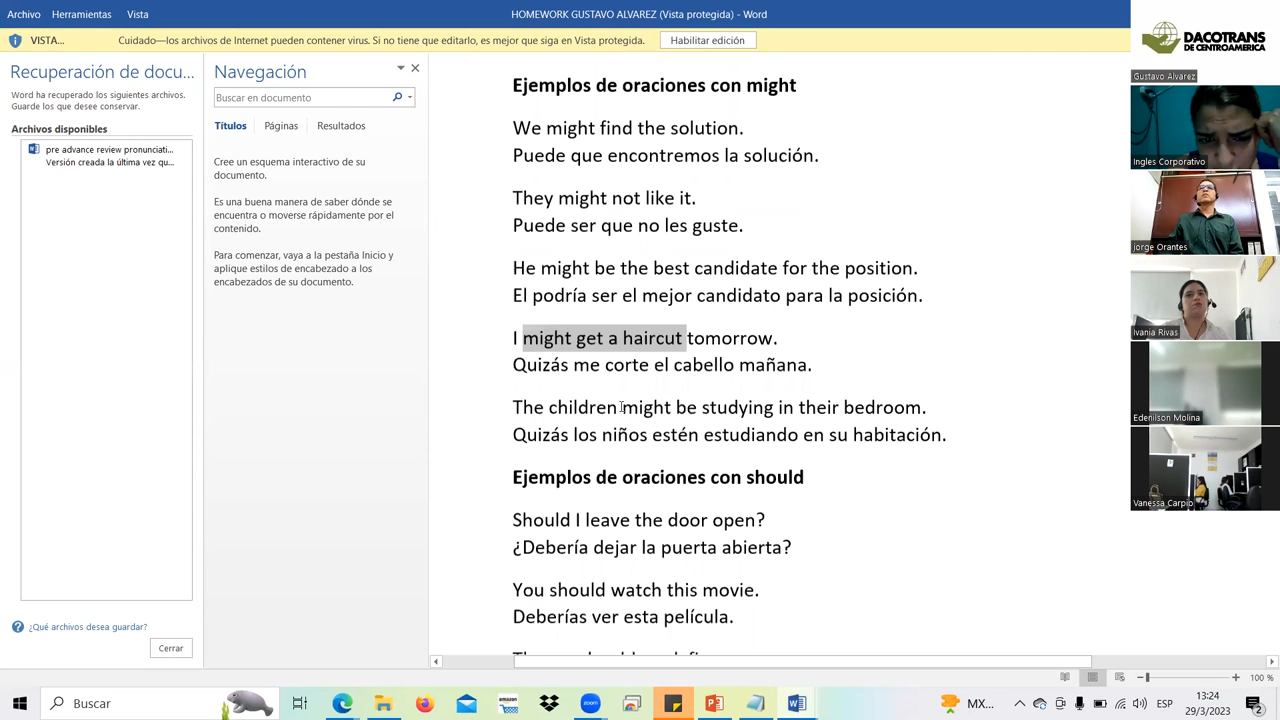 Archivo Herramientas Vista
HOMEWORK GUSTAVO ALVAREZ (Vista protegida) - Word
VISTA... Cuidado—los archivos de Internet pueden contener virus. Si no tiene que editarlo, es mejor que siga en Vista protegida. Habilitar edición
Recuperación de docu...
Word ha recuperado los siguientes archivos.
Guarde los que desee conservar.
Archivos disponibles
pre advance review pronunciati...
Versión creada la última vez qu...
¿Qué archivos desea guardar?
Cerrar
Navegación
Buscar en documento
Títulos Páginas Resultados
Cree un esquema interactivo de su
documento.
Es una buena manera de saber dónde se
encuentra o moverse rápidamente por el
contenido.
Para comenzar, vaya a la pestaña Inicio y
aplique estilos de encabezado a los
encabezados de su documento.
Ejemplos de oraciones con might
We might find the solution.
Puede que encontremos la solución.
They might not like it.
Puede ser que no les guste.
He might be the best candidate for the position.
El podría ser el mejor candidato para la posición.
I might get a haircut tomorrow.
Quizás me corte el cabello mañana.
The children might be studying in their bedroom.
Quizás los niños estén estudiando en su habitación.
Ejemplos de oraciones con should
Should I leave the door open?
¿Debería dejar la puerta abierta?
You should watch this movie.
Deberías ver esta película.
DACOTRANS
DE CENTROAMERICA
Gustavo Alvarez
Ingles Corporativo
jorge Orantes
Ivania Rivas
Edenilson Molina
Vanessa Carpio
100 %
Buscar
amazon
zoom
MX...
ESP
13:24
29/3/2023
2